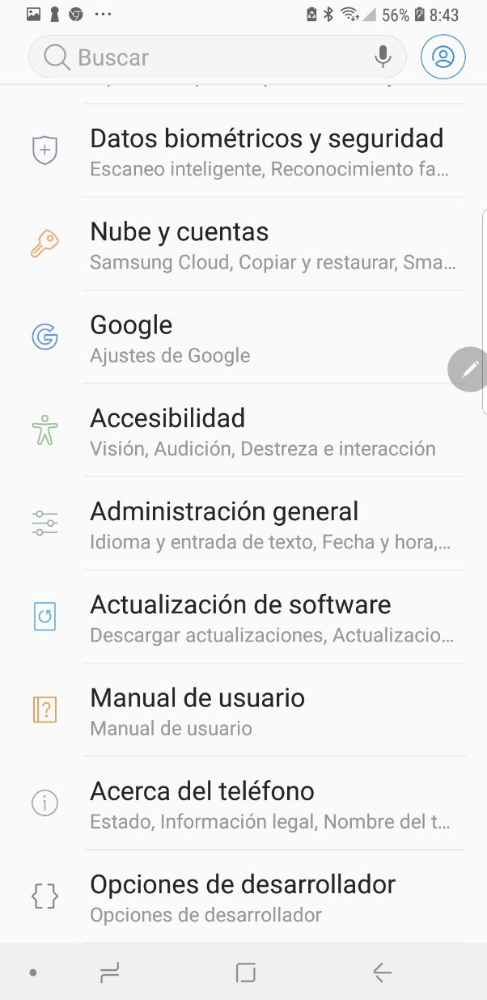 56% 8:43
Buscar
Datos biométricos y seguridad
Escaneo inteligente, Reconocimiento fa...
Nube y cuentas
Samsung Cloud, Copiar y restaurar, Sma...
Google
Ajustes de Google
Accesibilidad
Visión, Audición, Destreza e interacción
Administración general
Idioma y entrada de texto, Fecha y hora,...
Actualización de software
Descargar actualizaciones, Actualizacio...
Manual de usuario
Manual de usuario
Acerca del teléfono
Estado, Información legal, Nombre del t...
Opciones de desarrollador
Opciones de desarrollador